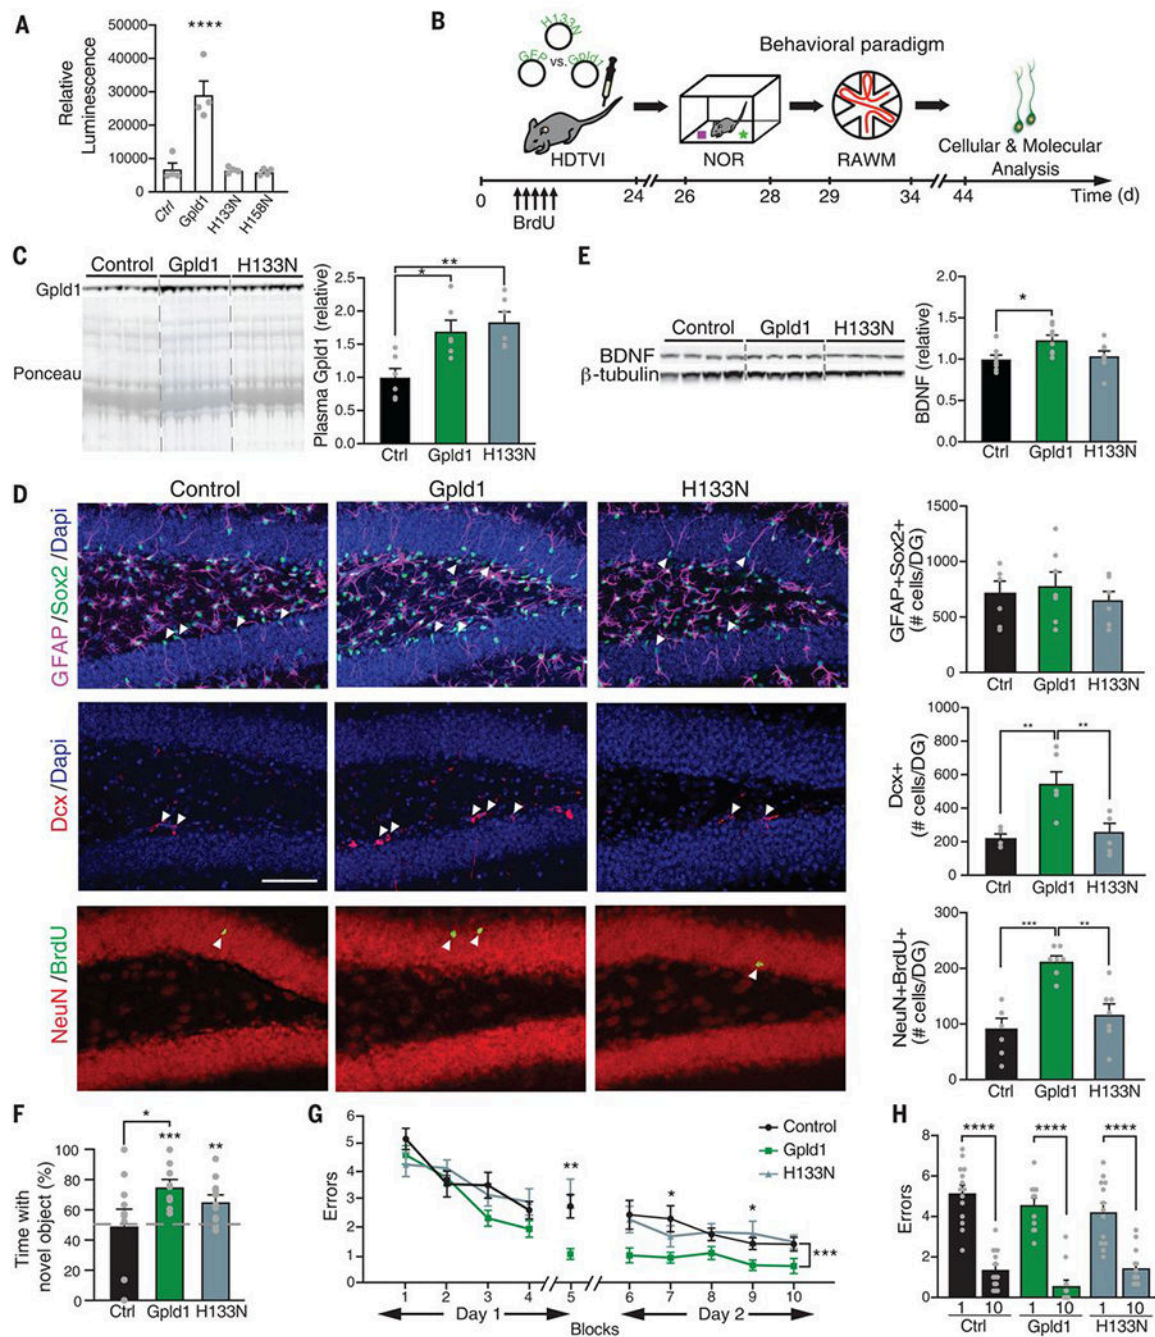 A
Relative
Luminescence
50000
40000
30000
20000
10000
0
****
Ctrl
Gpld1
H133N
H158N
B
H133N
GFP vs. Gpld1
Behavioral paradigm
HDTVI
NOR
RAWM
Cellular & Molecular
Analysis
0
24
26
28
29
34
44
Time (d)
BrdU
C
Control Gpld1 H133N
Gpld1
Ponceau
Plasma Gpld1 (relative)
2.5
2.0
1.5
1.0
0.5
0.0
**
*
Ctrl Gpld1 H133N
E
Control Gpld1 H133N
BDNF
β-tubulin
BDNF (relative)
2.0
1.5
1.0
0.5
0.0
*
Ctrl Gpld1 H133N
D
Control Gpld1 H133N
GFAP/Sox2/Dapi
GFAP+Sox2+
(# cells/DG)
1500
1000
500
0
Ctrl Gpld1 H133N
Dcx/Dapi
Dcx+
(# cells/DG)
1000
800
600
400
200
0
** **
Ctrl Gpld1 H133N
NeuN/BrdU
NeuN+BrdU+
(# cells/DG)
300
200
100
0
*** **
Ctrl Gpld1 H133N
F
Time with
novel object (%)
100
80
60
40
20
0
*
***
**
Ctrl Gpld1 H133N
G
Errors
6
5
4
3
2
1
0
**
*
*
***
Control
Gpld1
H133N
1 2 3 4 5 6 7 8 9 10
Day 1
Day 2
Blocks
H
Errors
8
6
4
2
0
**** **** ****
1 10 1 10 1 10
Ctrl Gpld1 H133N